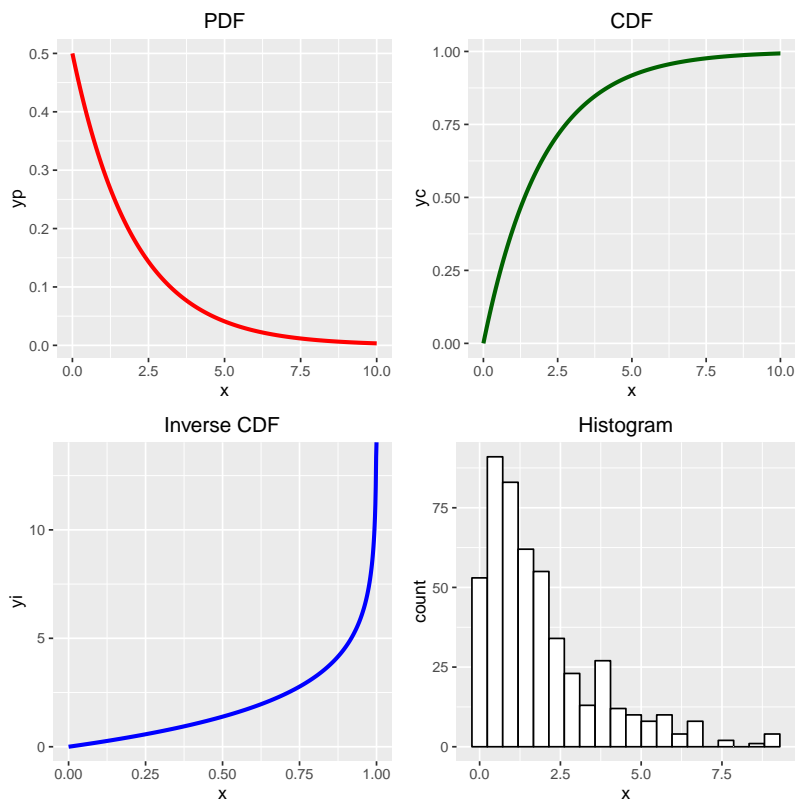 PDF
0.5
0.4
0.3
0.2
0.1
0.0
yp
0.0 2.5 5.0 7.5 10.0
x
CDF
1.00
0.75
0.50
0.25
0.00
yc
0.0 2.5 5.0 7.5 10.0
x
Inverse CDF
10
5
0
yi
0.00 0.25 0.50 0.75 1.00
x
Histogram
75
50
25
0
count
0.0 2.5 5.0 7.5
x